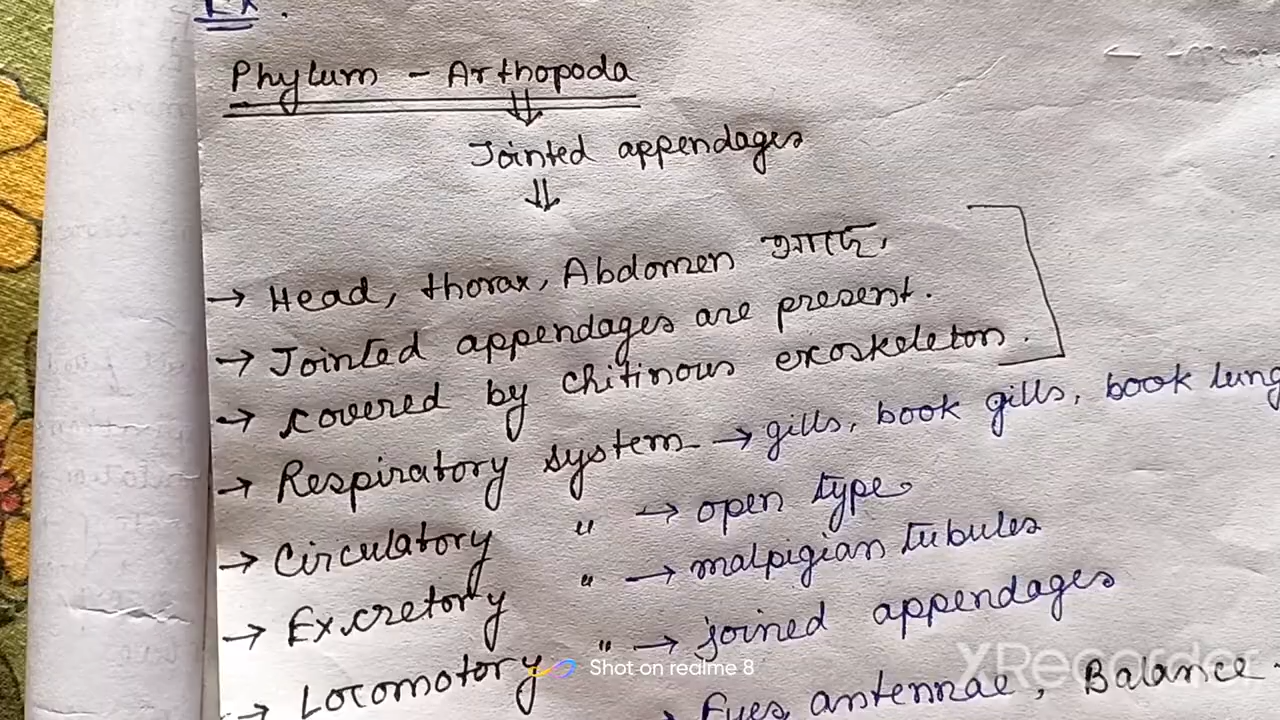 Ex.
Phylum - Arthopoda
⇓
Jointed appendages
⇓
→ Head, thorax, Abdomen
→ Jointed appendages are present.
→ covered by chitinous exoskeleton.
→ Respiratory system → gills, book gills, book lung
→ Circulatory " → open type
→ Excretory " → malpigian tubules
→ Locomotory " → joined appendages
→ Eyes, antennae, Balance
Shot on realme 8
XRecorder